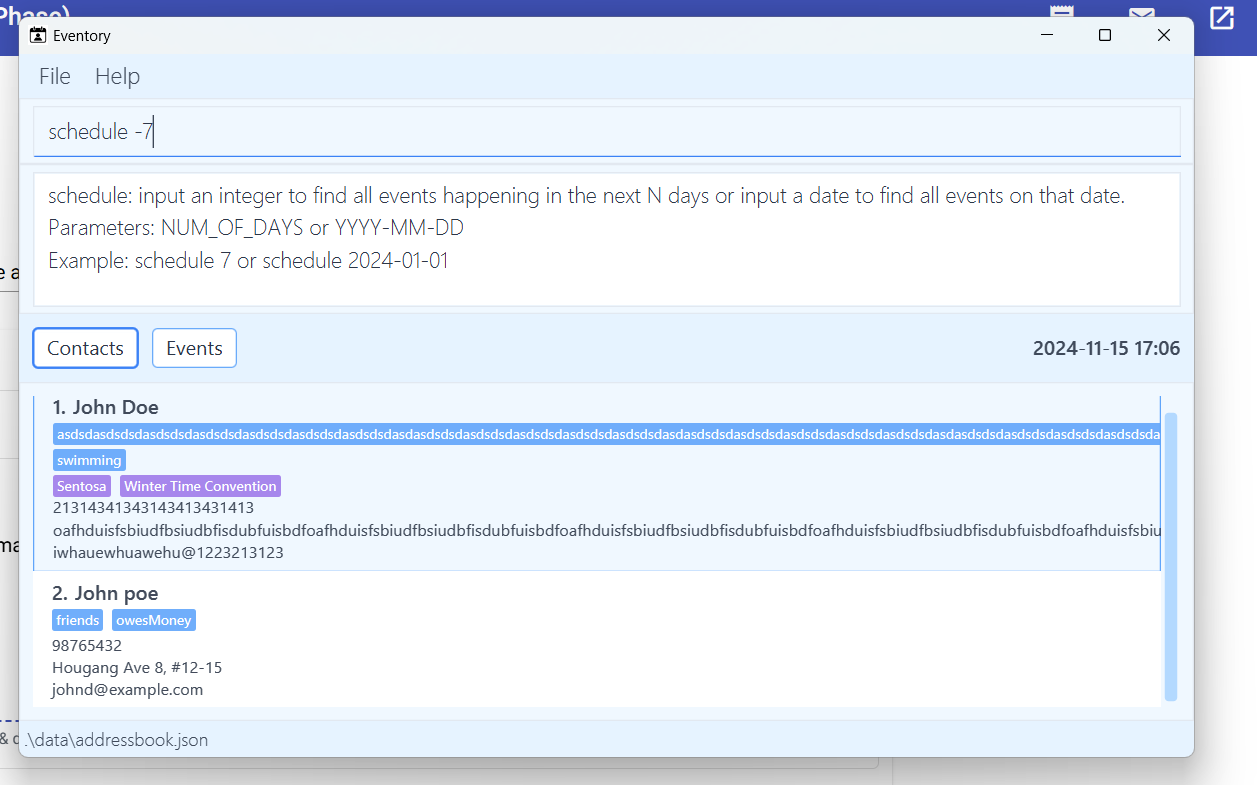 Phase)
Eventory
File Help
schedule -7
schedule: input an integer to find all events happening in the next N days or input a date to find all events on that date.
Parameters: NUM_OF_DAYS or YYYY-MM-DD
Example: schedule 7 or schedule 2024-01-01
Contacts Events 2024-11-15 17:06
1. John Doe
swimming
Sentosa Winter Time Convention
21314341343143413431413
iwhauewhuawehu@1223213123
2. John poe
friends owesMoney
98765432
Hougang Ave 8, #12-15
johnd@example.com
.\data\addressbook.json